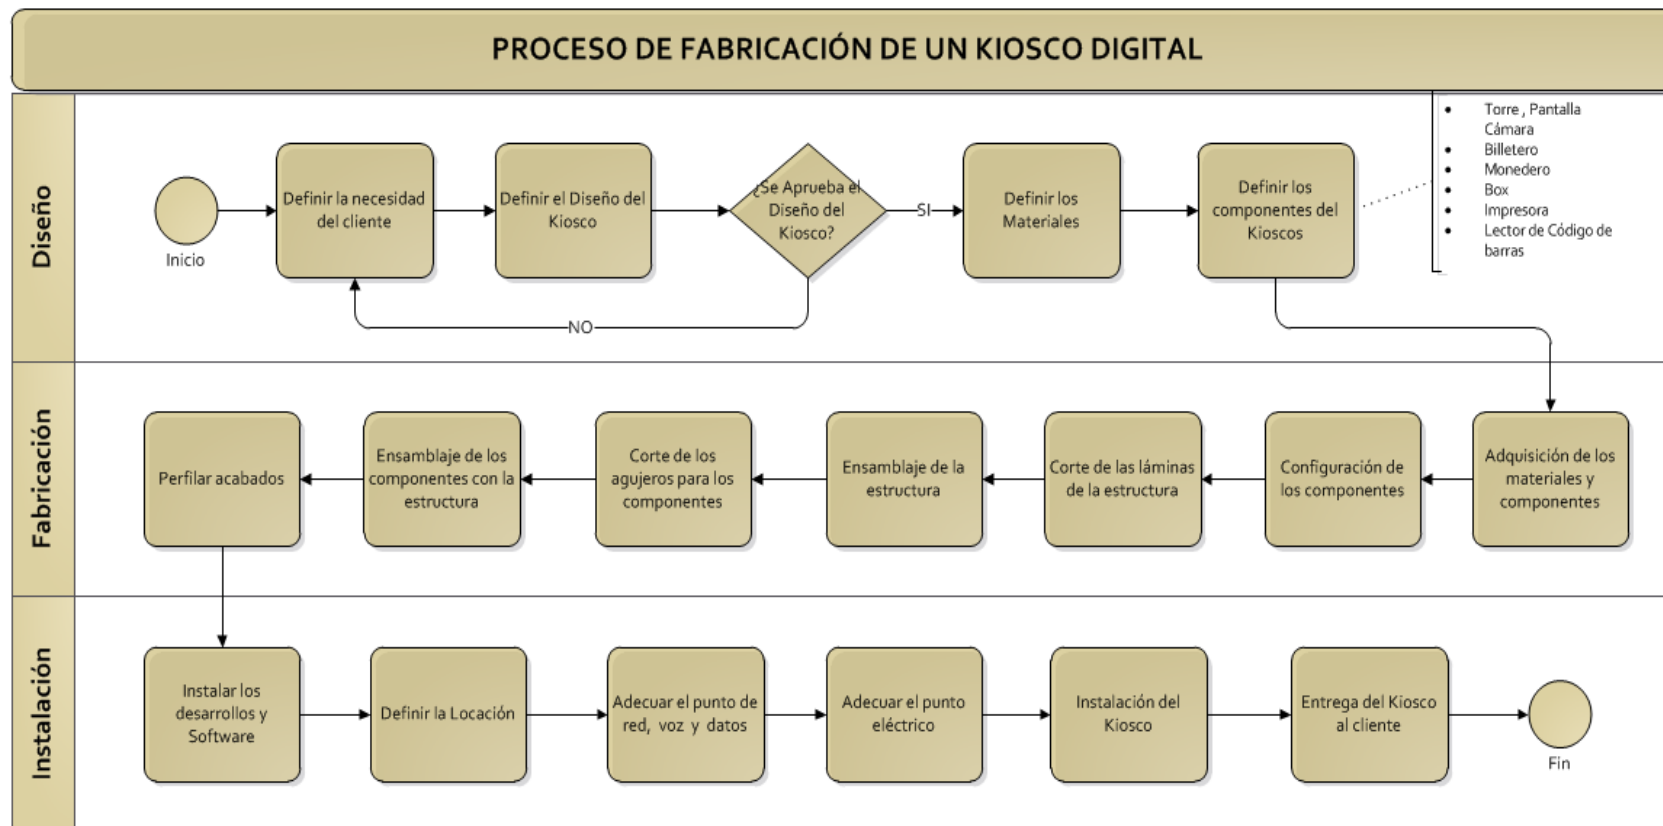 PROCESO DE FABRICACIÓN DE UN KIOSCO DIGITAL
Diseño
Inicio
Definir la necesidad
del cliente
Definir el Diseño del
Kiosco
¿Se Aprueba el
Diseño del
Kiosco?
SI
NO
Definir los
Materiales
Definir los
componentes del
Kioscos
• Torre , Pantalla
Cámara
• Billetero
• Monedero
• Box
• Impresora
• Lector de Código de
barras
Fabricación
Perfilar acabados
Ensamblaje de los
componentes con la
estructura
Corte de los
agujeros para los
componentes
Ensamblaje de la
estructura
Corte de las láminas
de la estructura
Configuración de
los componentes
Adquisición de los
materiales y
componentes
Instalación
Instalar los
desarrollos y
Software
Definir la Locación
Adecuar el punto de
red, voz y datos
Adecuar el punto
eléctrico
Instalación del
Kiosco
Entrega del Kiosco
al cliente
Fin